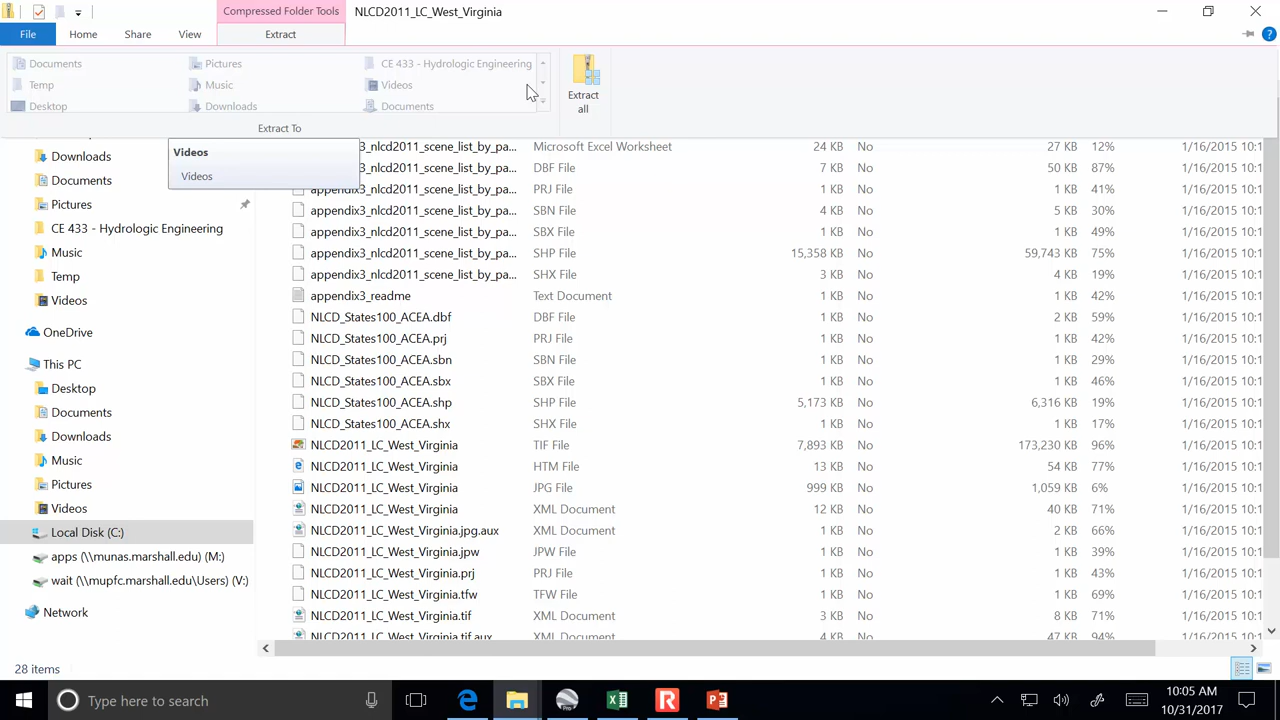 Compressed Folder Tools
NLCD2011_LC_West_Virginia
File
Home
Share
View
Extract
Documents
Pictures
CE 433 - Hydrologic Engineering
Temp
Music
Videos
Desktop
Downloads
Documents
Extract all
Extract To
Videos
Videos
Downloads
Documents
Pictures
CE 433 - Hydrologic Engineering
Music
Temp
Videos
OneDrive
This PC
Desktop
Documents
Downloads
Music
Pictures
Videos
Local Disk (C:)
apps (\\munas.marshall.edu) (M:)
wait (\\mupfc.marshall.edu\Users) (V:)
Network
3_nlcd2011_scene_list_by_pa... Microsoft Excel Worksheet 24 KB No 27 KB 12% 1/16/2015 10:1
3_nlcd2011_scene_list_by_pa... DBF File 7 KB No 50 KB 87% 1/16/2015 10:1
appendix3_nlcd2011_scene_list_by_pa... PRJ File 1 KB No 1 KB 41% 1/16/2015 10:1
appendix3_nlcd2011_scene_list_by_pa... SBN File 4 KB No 5 KB 30% 1/16/2015 10:1
appendix3_nlcd2011_scene_list_by_pa... SBX File 1 KB No 1 KB 49% 1/16/2015 10:1
appendix3_nlcd2011_scene_list_by_pa... SHP File 15,358 KB No 59,743 KB 75% 1/16/2015 10:1
appendix3_nlcd2011_scene_list_by_pa... SHX File 3 KB No 4 KB 19% 1/16/2015 10:1
appendix3_readme Text Document 1 KB No 1 KB 42% 1/16/2015 10:1
NLCD_States100_ACEA.dbf DBF File 1 KB No 2 KB 59% 1/16/2015 10:1
NLCD_States100_ACEA.prj PRJ File 1 KB No 1 KB 42% 1/16/2015 10:1
NLCD_States100_ACEA.sbn SBN File 1 KB No 1 KB 29% 1/16/2015 10:1
NLCD_States100_ACEA.sbx SBX File 1 KB No 1 KB 46% 1/16/2015 10:1
NLCD_States100_ACEA.shp SHP File 5,173 KB No 6,316 KB 19% 1/16/2015 10:1
NLCD_States100_ACEA.shx SHX File 1 KB No 1 KB 17% 1/16/2015 10:1
NLCD2011_LC_West_Virginia TIF File 7,893 KB No 173,230 KB 96% 1/16/2015 10:1
NLCD2011_LC_West_Virginia HTM File 13 KB No 54 KB 77% 1/16/2015 10:1
NLCD2011_LC_West_Virginia JPG File 999 KB No 1,059 KB 6% 1/16/2015 10:1
NLCD2011_LC_West_Virginia XML Document 12 KB No 40 KB 71% 1/16/2015 10:1
NLCD2011_LC_West_Virginia.jpg.aux XML Document 1 KB No 2 KB 66% 1/16/2015 10:1
NLCD2011_LC_West_Virginia.jpw JPW File 1 KB No 1 KB 39% 1/16/2015 10:1
NLCD2011_LC_West_Virginia.prj PRJ File 1 KB No 1 KB 43% 1/16/2015 10:1
NLCD2011_LC_West_Virginia.tfw TFW File 1 KB No 1 KB 69% 1/16/2015 10:1
NLCD2011_LC_West_Virginia.tif XML Document 3 KB No 8 KB 71% 1/16/2015 10:1
NLCD2011_LC_West_Virginia.tif.aux XML Document 4 KB No 47 KB 94% 1/16/2015 10:1
28 items
Type here to search
10:05 AM
10/31/2017